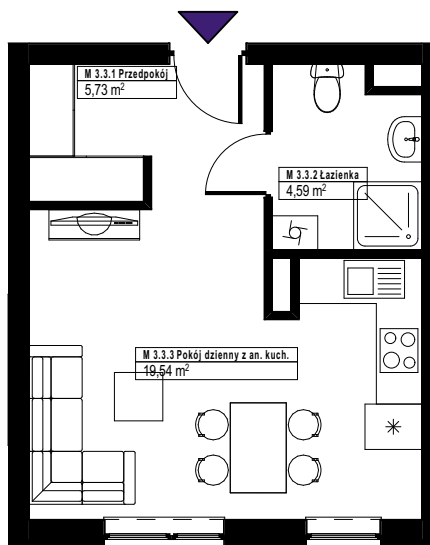 M 3.3.1 Przedpokój
5,73 m²
M 3.3.2 Łazienka
4,59 m²
M 3.3.3 Pokój dzienny z an. kuch.
19,54 m²